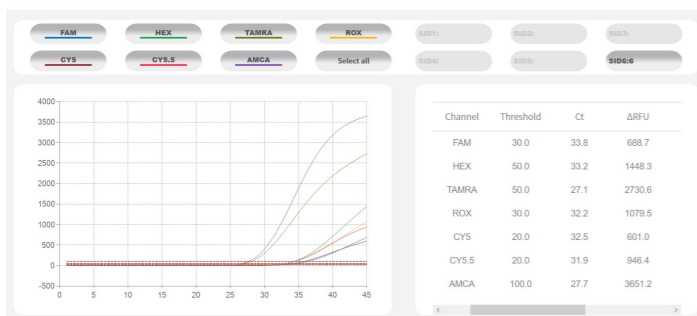 FAM HEX TAMRA ROX SID1: SID2: SID3:
CY5 CY5.5 AMCA Select all SID4: SID5: SID6:6
4000
3500
3000
2500
2000
1500
1000
500
0
-500
0 5 10 15 20 25 30 35 40 45
Channel Threshold Ct ΔRFU
FAM 30.0 33.8 688.7
HEX 50.0 33.2 1448.3
TAMRA 50.0 27.1 2730.6
ROX 30.0 32.2 1079.5
CY5 20.0 32.5 601.0
CY5.5 20.0 31.9 946.4
AMCA 100.0 27.7 3651.2